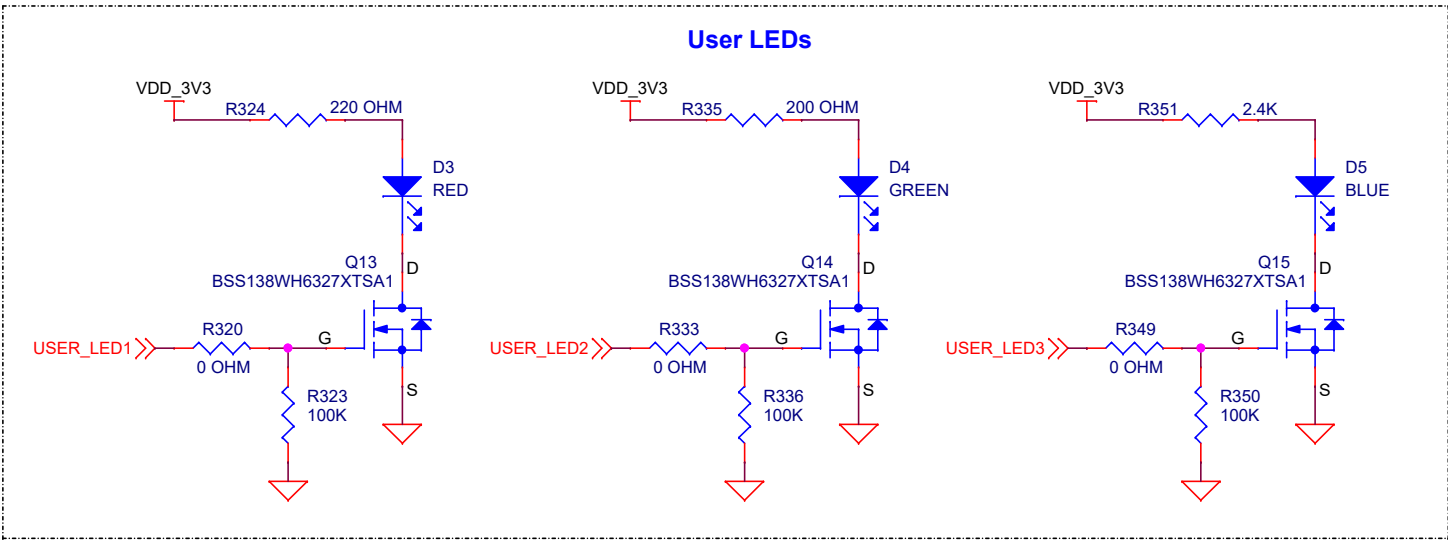 User LEDs
VDD_3V3
R324
220 OHM
D3
RED
Q13
BSS138WH6327XTSA1
D
USER_LED1
R320
0 OHM
G
R323
100K
S
VDD_3V3
R335
200 OHM
D4
GREEN
Q14
BSS138WH6327XTSA1
D
USER_LED2
R333
0 OHM
G
R336
100K
S
VDD_3V3
R351
2.4K
D5
BLUE
Q15
BSS138WH6327XTSA1
D
USER_LED3
R349
0 OHM
G
R350
100K
S